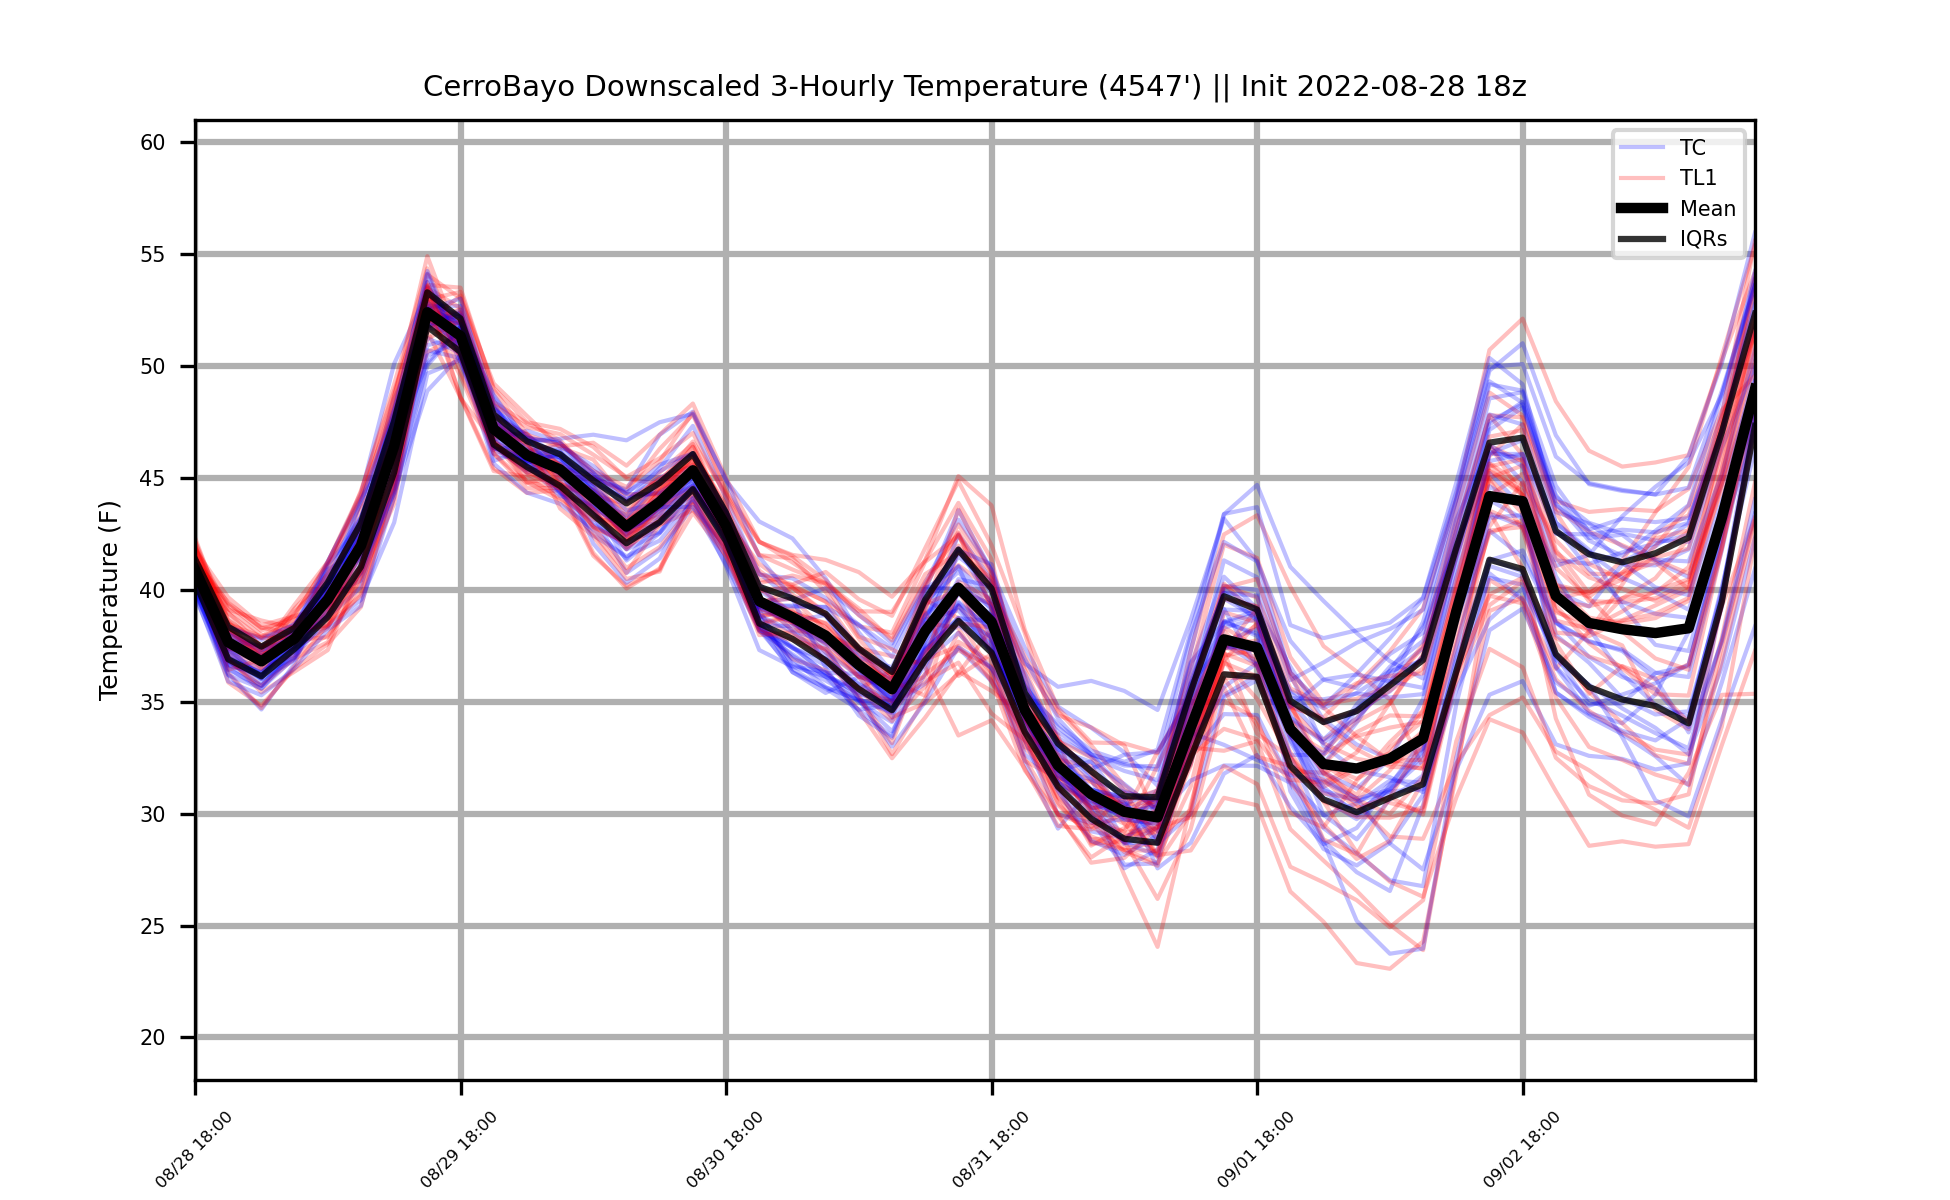 CerroBayo Downscaled 3-Hourly Temperature (4547') || Init 2022-08-28 18z
TC
TL1
Mean
IQRs
Temperature (F)
60
55
50
45
40
35
30
25
20
08/28 18:00
08/29 18:00
08/30 18:00
08/31 18:00
09/01 18:00
09/02 18:00